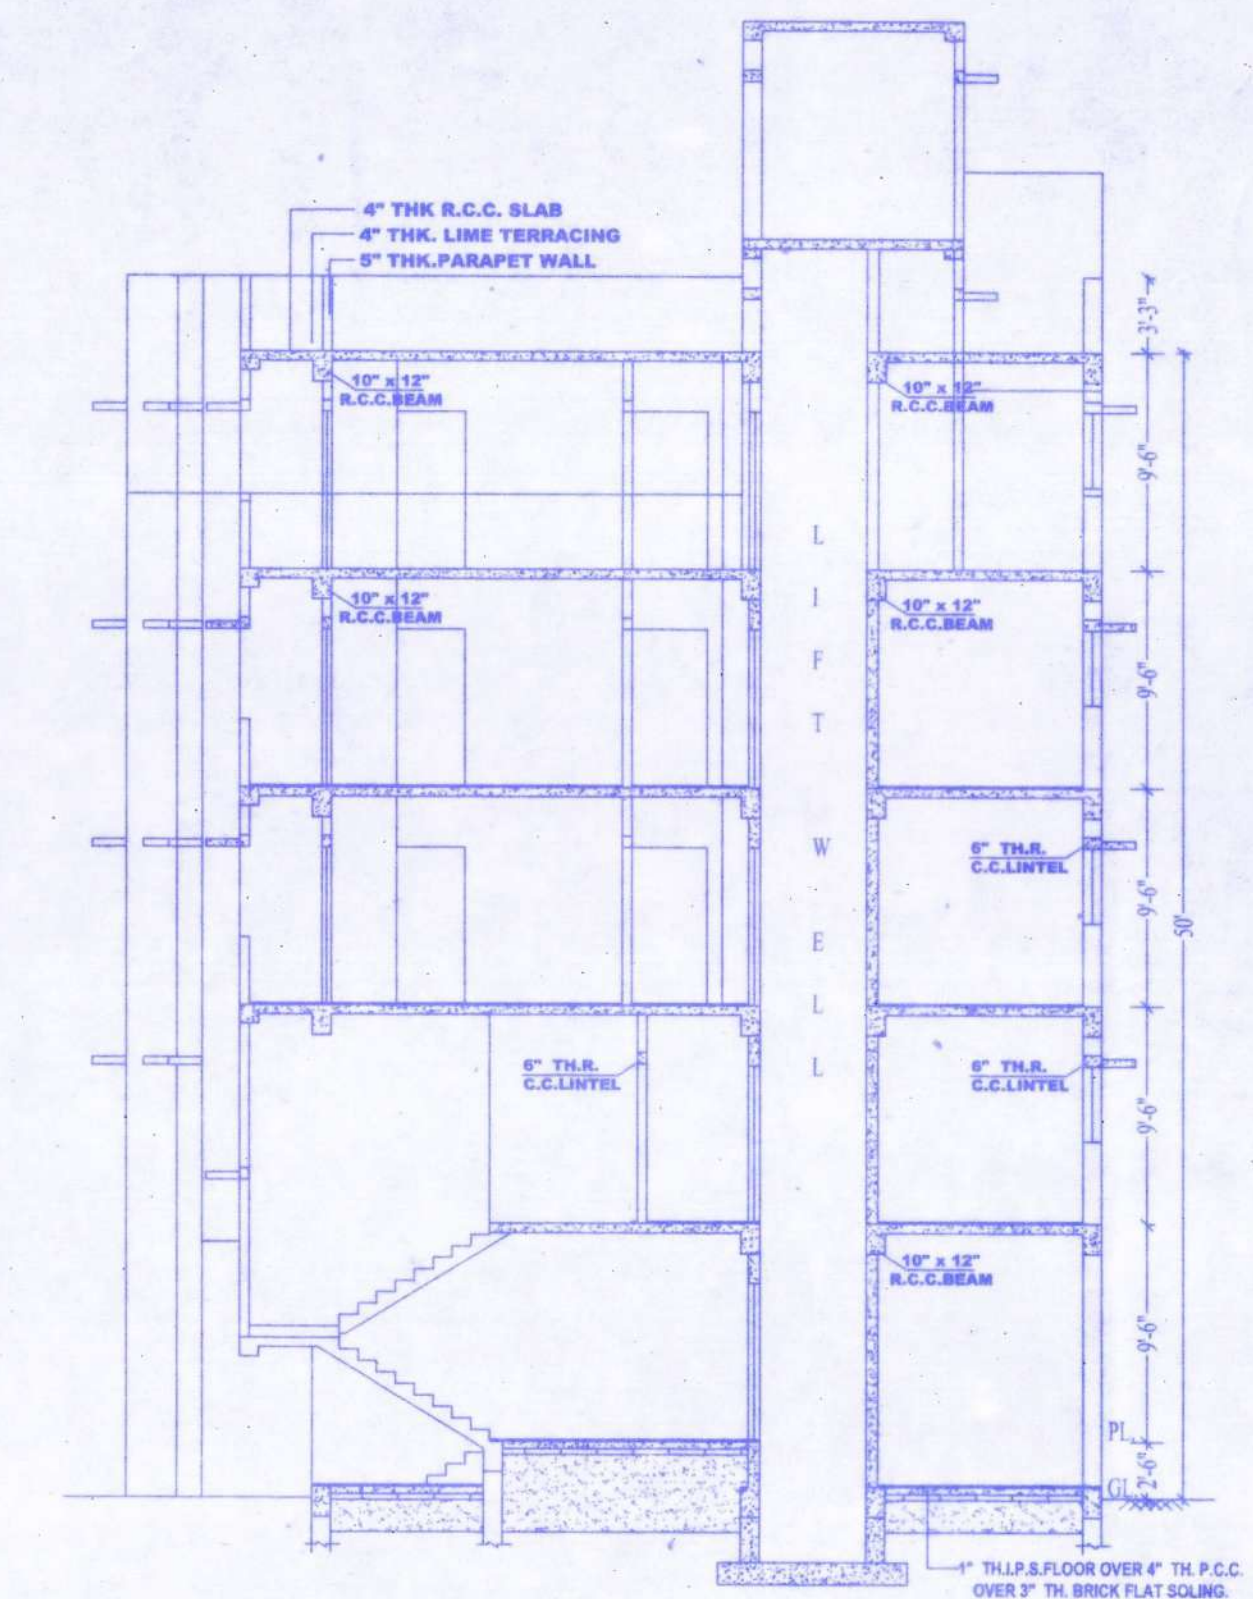 4" THK R.C.C. SLAB
4" THK. LIME TERRACING
5" THK.PARAPET WALL
3'-3"
10" x 12"
R.C.C.BEAM
10" x 12"
R.C.C.BEAM
9'-6"
10" x 12"
R.C.C.BEAM
10" x 12"
R.C.C.BEAM
9'-6"
LIFT WELL
6" TH.R.
C.C.LINTEL
9'-6"
50'
6" TH.R.
C.C.LINTEL
6" TH.R.
C.C.LINTEL
9'-6"
10" x 12"
R.C.C.BEAM
9'-6"
PL.
2'-6"
GL.
1" TH.I.P.S.FLOOR OVER 4" TH. P.C.C.
OVER 3" TH. BRICK FLAT SOLING.